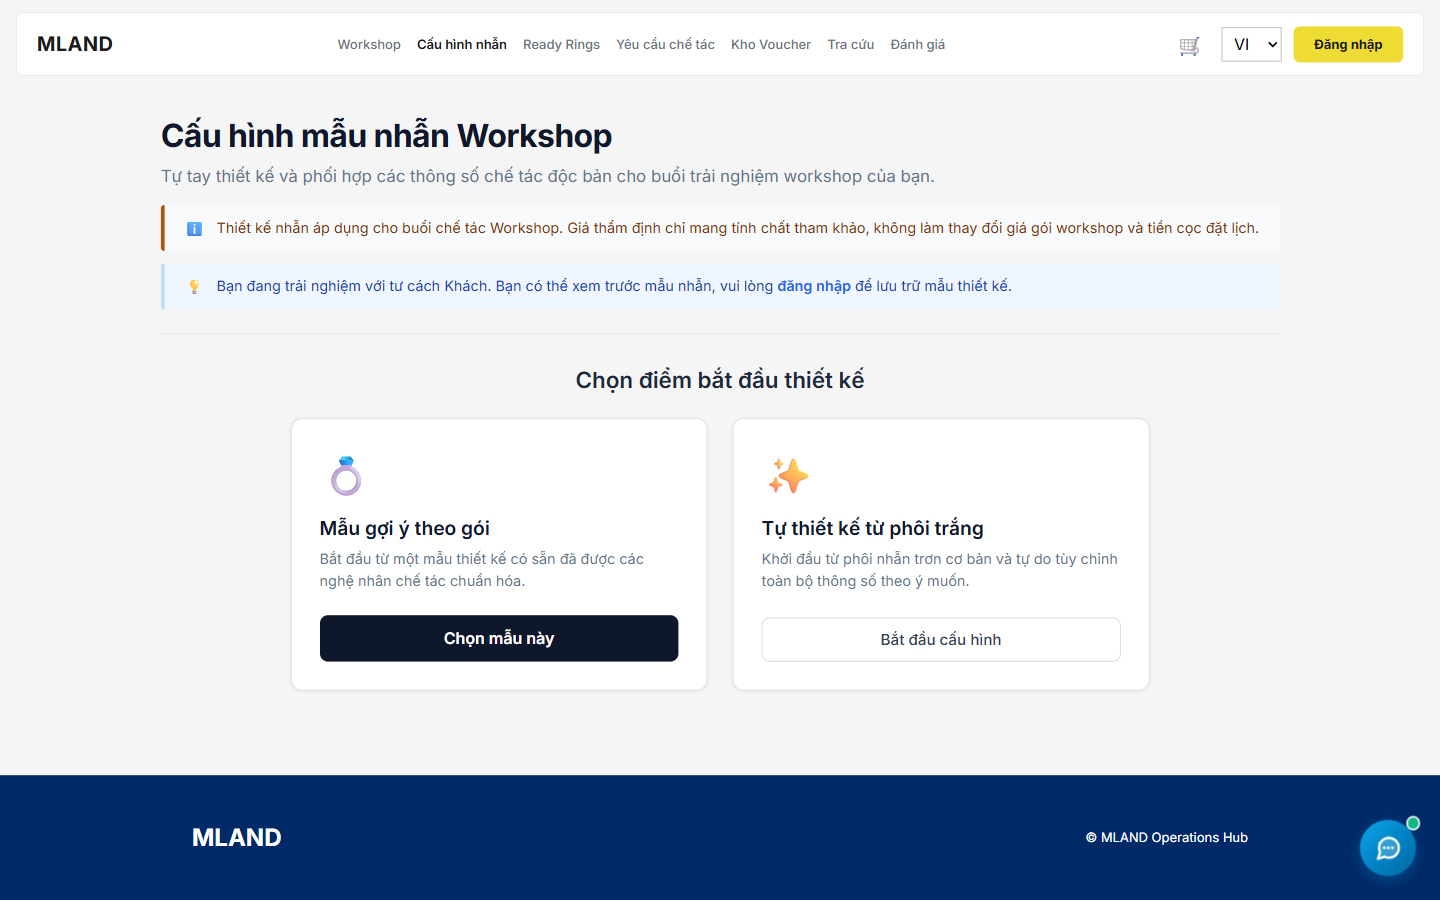 MLAND
Workshop
Cấu hình nhẫn
Ready Rings
Yêu cầu chế tác
Kho Voucher
Tra cứu
Đánh giá
VI
Đăng nhập
Cấu hình mẫu nhẫn Workshop
Tự tay thiết kế và phối hợp các thông số chế tác độc bản cho buổi trải nghiệm workshop của bạn.
Thiết kế nhẫn áp dụng cho buổi chế tác Workshop. Giá thẩm định chỉ mang tính chất tham khảo, không làm thay đổi giá gói workshop và tiền cọc đặt lịch.
Bạn đang trải nghiệm với tư cách Khách. Bạn có thể xem trước mẫu nhẫn, vui lòng đăng nhập để lưu trữ mẫu thiết kế.
Chọn điểm bắt đầu thiết kế
Mẫu gợi ý theo gói
Bắt đầu từ một mẫu thiết kế có sẵn đã được các
nghệ nhân chế tác chuẩn hóa.
Chọn mẫu này
Tự thiết kế từ phôi trắng
Khởi đầu từ phôi nhẫn trơn cơ bản và tự do tùy chỉnh
toàn bộ thông số theo ý muốn.
Bắt đầu cấu hình
MLAND
© MLAND Operations Hub